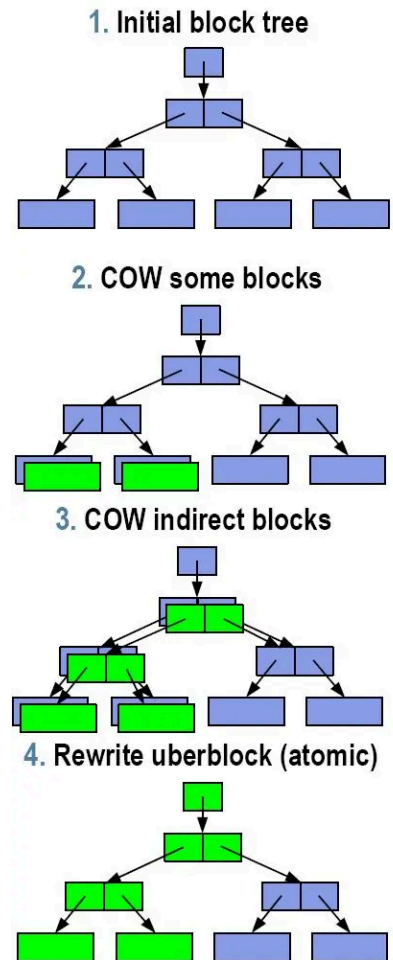 1. Initial block tree
2. COW some blocks
3. COW indirect blocks
4. Rewrite uberblock (atomic)